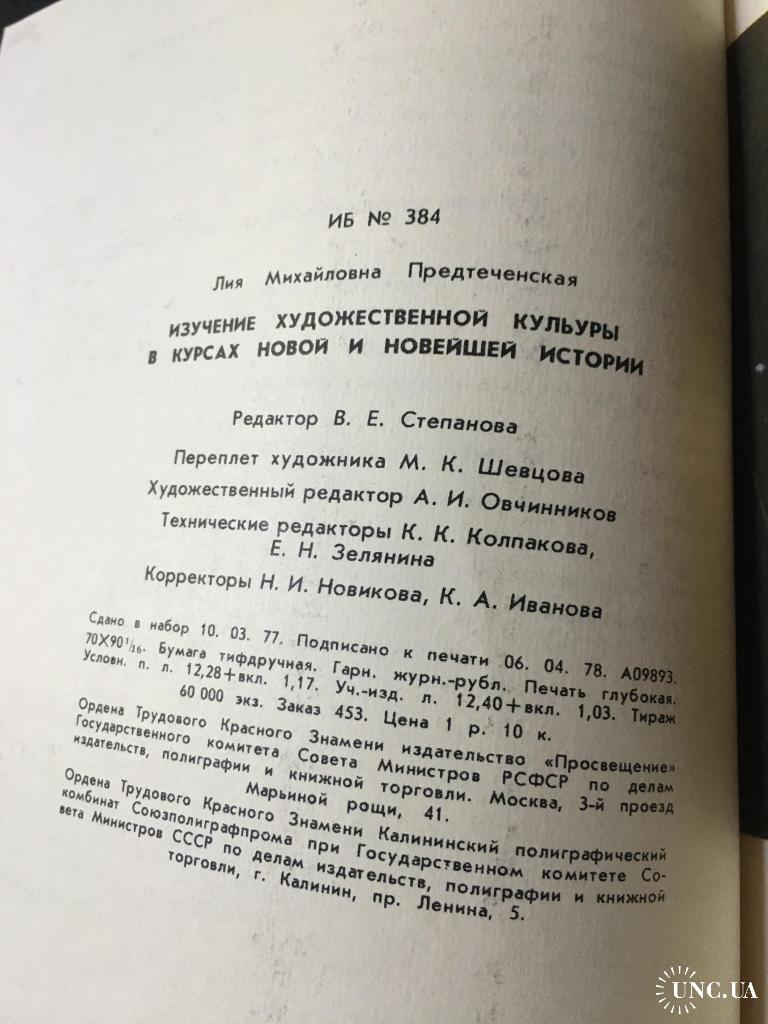 ИБ № 384
Лия Михайловна Предтеченская
ИЗУЧЕНИЕ ХУДОЖЕСТВЕННОЙ КУЛЬУРЫ
В КУРСАХ НОВОЙ И НОВЕЙШЕЙ ИСТОРИИ
Редактор В. Е. Степанова
Переплет художника М. К. Шевцова
Художественный редактор А. И. Овчинников
Технические редакторы К. К. Колпакова,
Е. Н. Зелянина
Корректоры Н. И. Новикова, К. А. Иванова
Сдано в набор 10. 03. 77. Подписано к печати 06. 04. 78. А09893.
70X90 1/16. Бумага тифдручная. Гарн. журн.-рубл. Печать глубокая.
Условн. п. л. 12,28+вкл. 1,17. Уч.-изд. л. 12,40+вкл. 1,03. Тираж
60 000 экз. Заказ 453. Цена 1 р. 10 к.
Ордена Трудового Красного Знамени издательство «Просвещение»
Государственного комитета Совета Министров РСФСР по делам
издательств, полиграфии и книжной торговли. Москва, 3-й проезд
Марьиной рощи, 41.
Ордена Трудового Красного Знамени Калининский полиграфический
комбинат Союзполиграфпрома при Государственном комитете Со-
вета Министров СССР по делам издательств, полиграфии и книжной
торговли, г. Калинин, пр. Ленина, 5.
UNC.UA